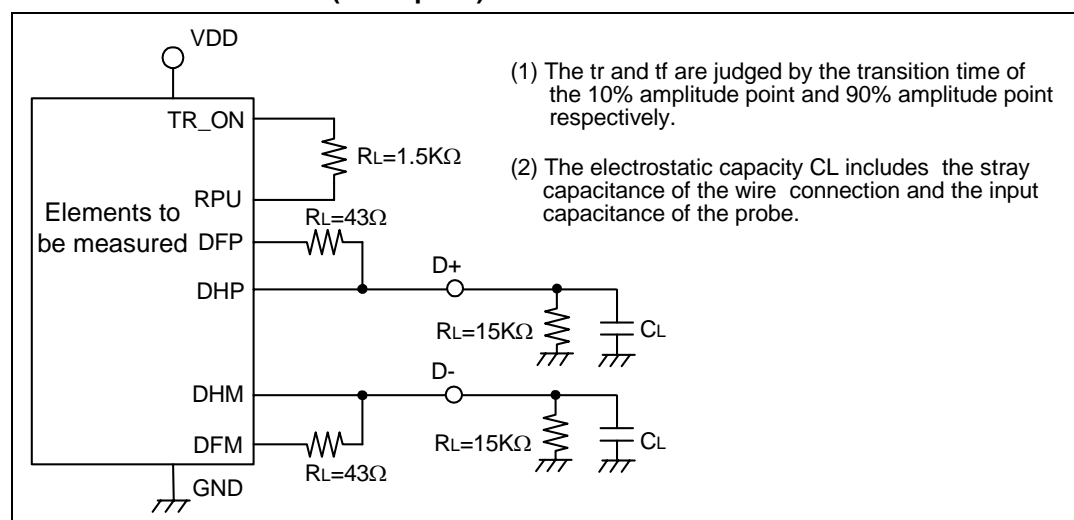 VDD
TR_ON
RL=1.5KΩ
RPU
Elements to
be measured
RL=43Ω
DFP
D+
DHP
RL=15KΩ
CL
D-
DHM
RL=15KΩ
CL
DFM
RL=43Ω
GND
(1) The tr and tf are judged by the transition time of
the 10% amplitude point and 90% amplitude point
respectively.
(2) The electrostatic capacity CL includes the stray
capacitance of the wire connection and the input
capacitance of the probe.